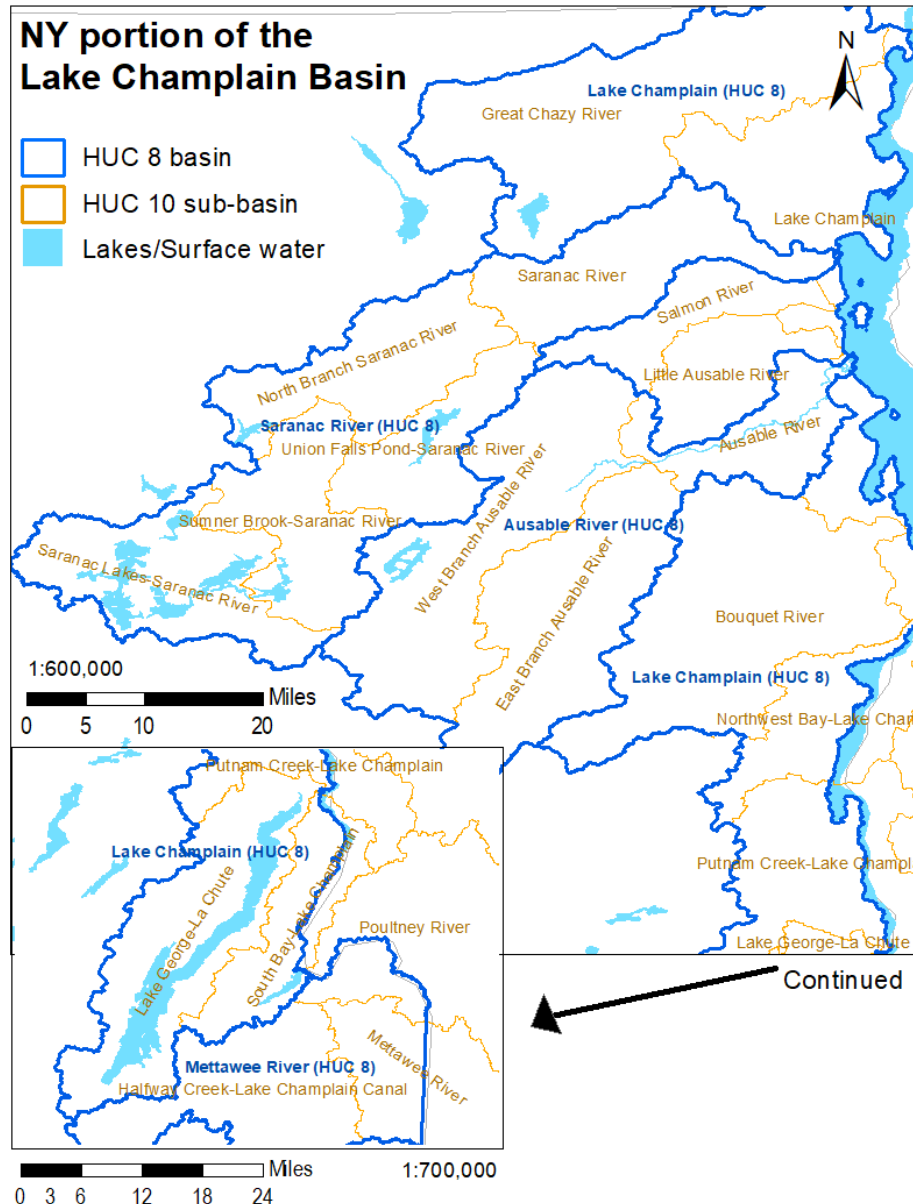 NY portion of the
Lake Champlain Basin
HUC 8 basin
HUC 10 sub-basin
Lakes/Surface water
N
Lake Champlain (HUC 8)
Great Chazy River
Lake Champlain
Saranac River
Salmon River
North Branch Saranac River
Little Ausable River
Saranac River (HUC 8)
Union Falls Pond-Saranac River
Ausable River
West Branch Ausable River
Sumner Brook-Saranac River
Ausable River (HUC 8)
Saranac Lakes-Saranac River
East Branch Ausable River
Bouquet River
Lake Champlain (HUC 8)
Northwest Bay-Lake Cham
Putnam Creek-Lake Champla
Lake George-La Chute
1:600,000
Miles
0 5 10 20
Continued
Putnam Creek-Lake Champlain
Lake Champlain (HUC 8)
Lake George-La Chute
South Bay-Lake Champlain
Poultney River
Mettawee River (HUC 8)
Mettawee River
Halfway Creek-Lake Champlain Canal
Miles
1:700,000
0 3 6 12 18 24